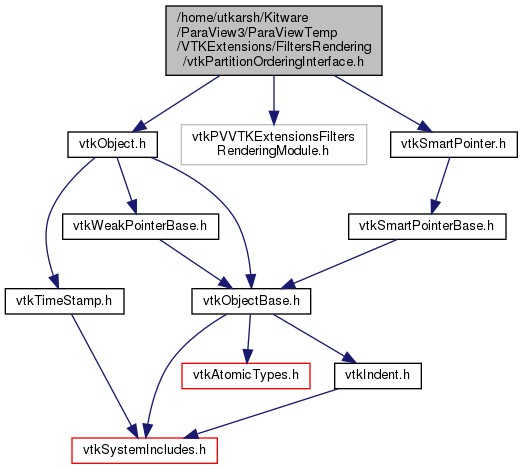 /home/utkarsh/Kitware
/ParaView3/ParaViewTemp
/VTKExtensions/FiltersRendering
/vtkPartitionOrderingInterface.h
vtkObject.h
vtkPVVTKExtensionsFilters
RenderingModule.h
vtkSmartPointer.h
vtkWeakPointerBase.h
vtkSmartPointerBase.h
vtkTimeStamp.h
vtkObjectBase.h
vtkAtomicTypes.h
vtkIndent.h
vtkSystemIncludes.h